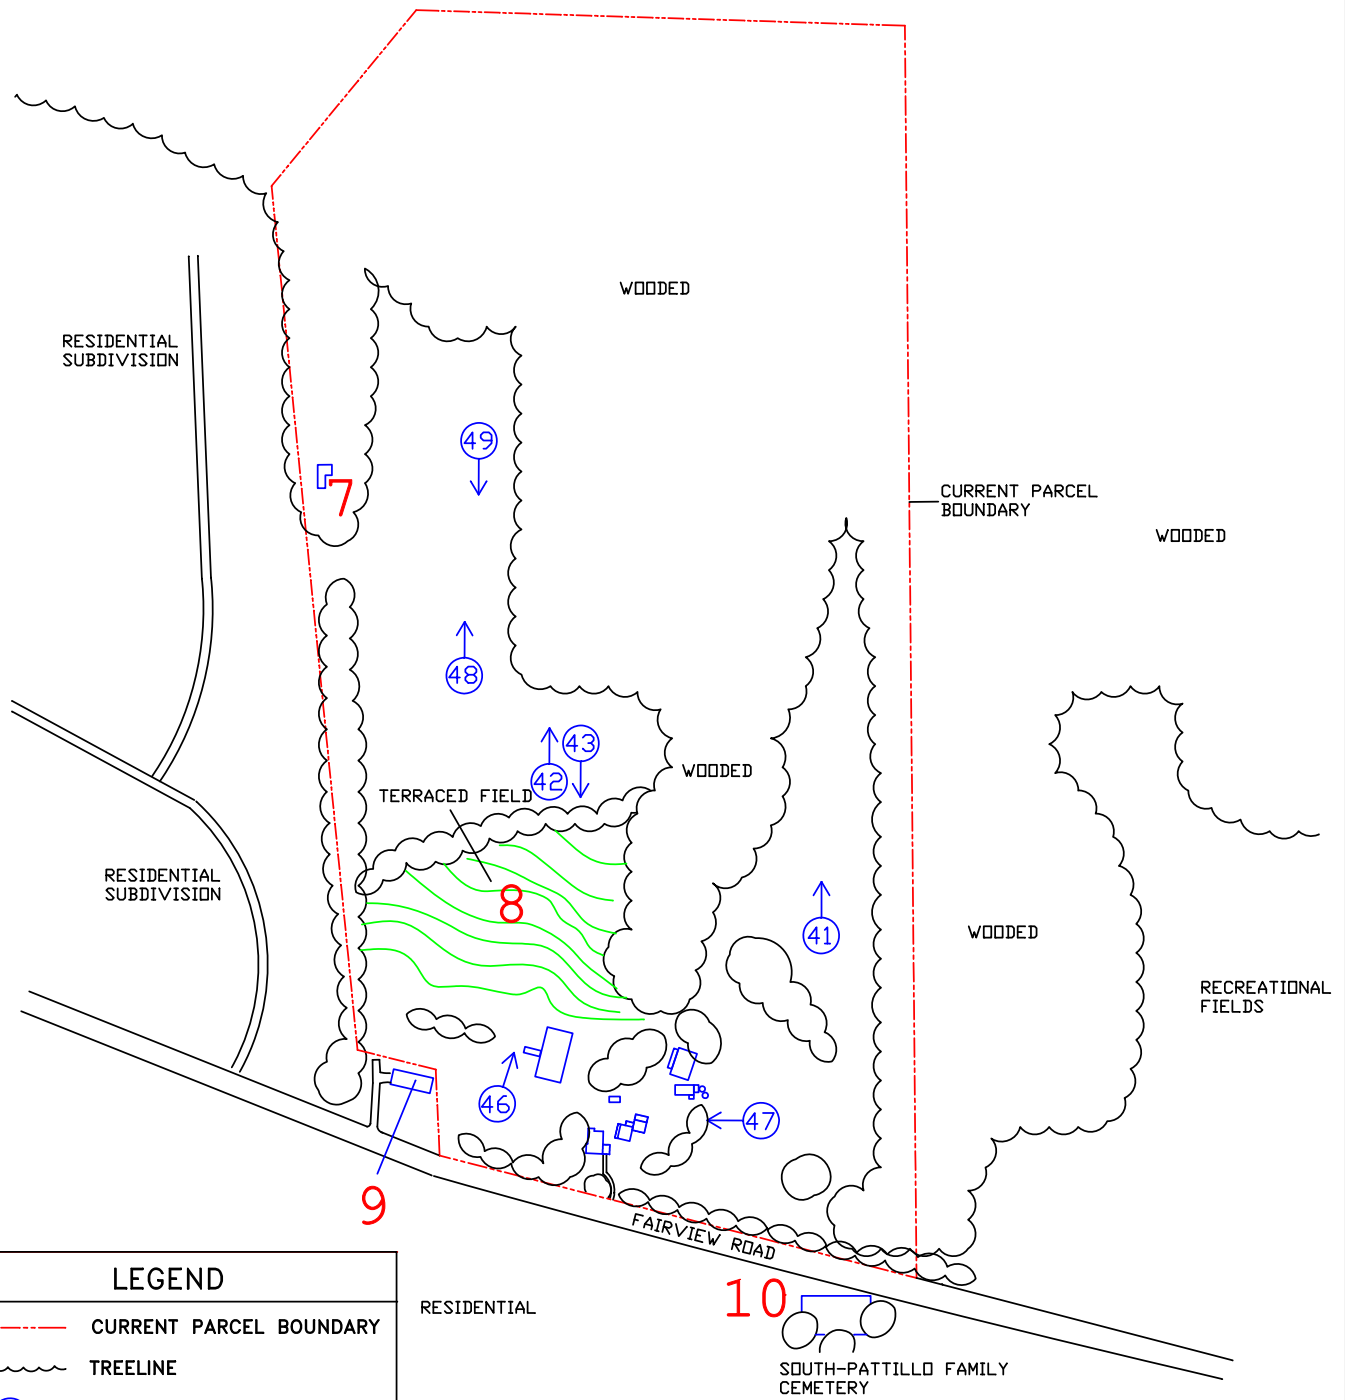 WOODED
RESIDENTIAL
SUBDIVISION
49
7
CURRENT PARCEL
BOUNDARY
WOODED
48
43
42
WOODED
TERRACED FIELD
RESIDENTIAL
SUBDIVISION
8
41
WOODED
RECREATIONAL
FIELDS
46
47
9
FAIRVIEW ROAD
10
LEGEND
RESIDENTIAL
CURRENT PARCEL BOUNDARY
TREELINE
SOUTH-PATTILLO FAMILY
CEMETERY